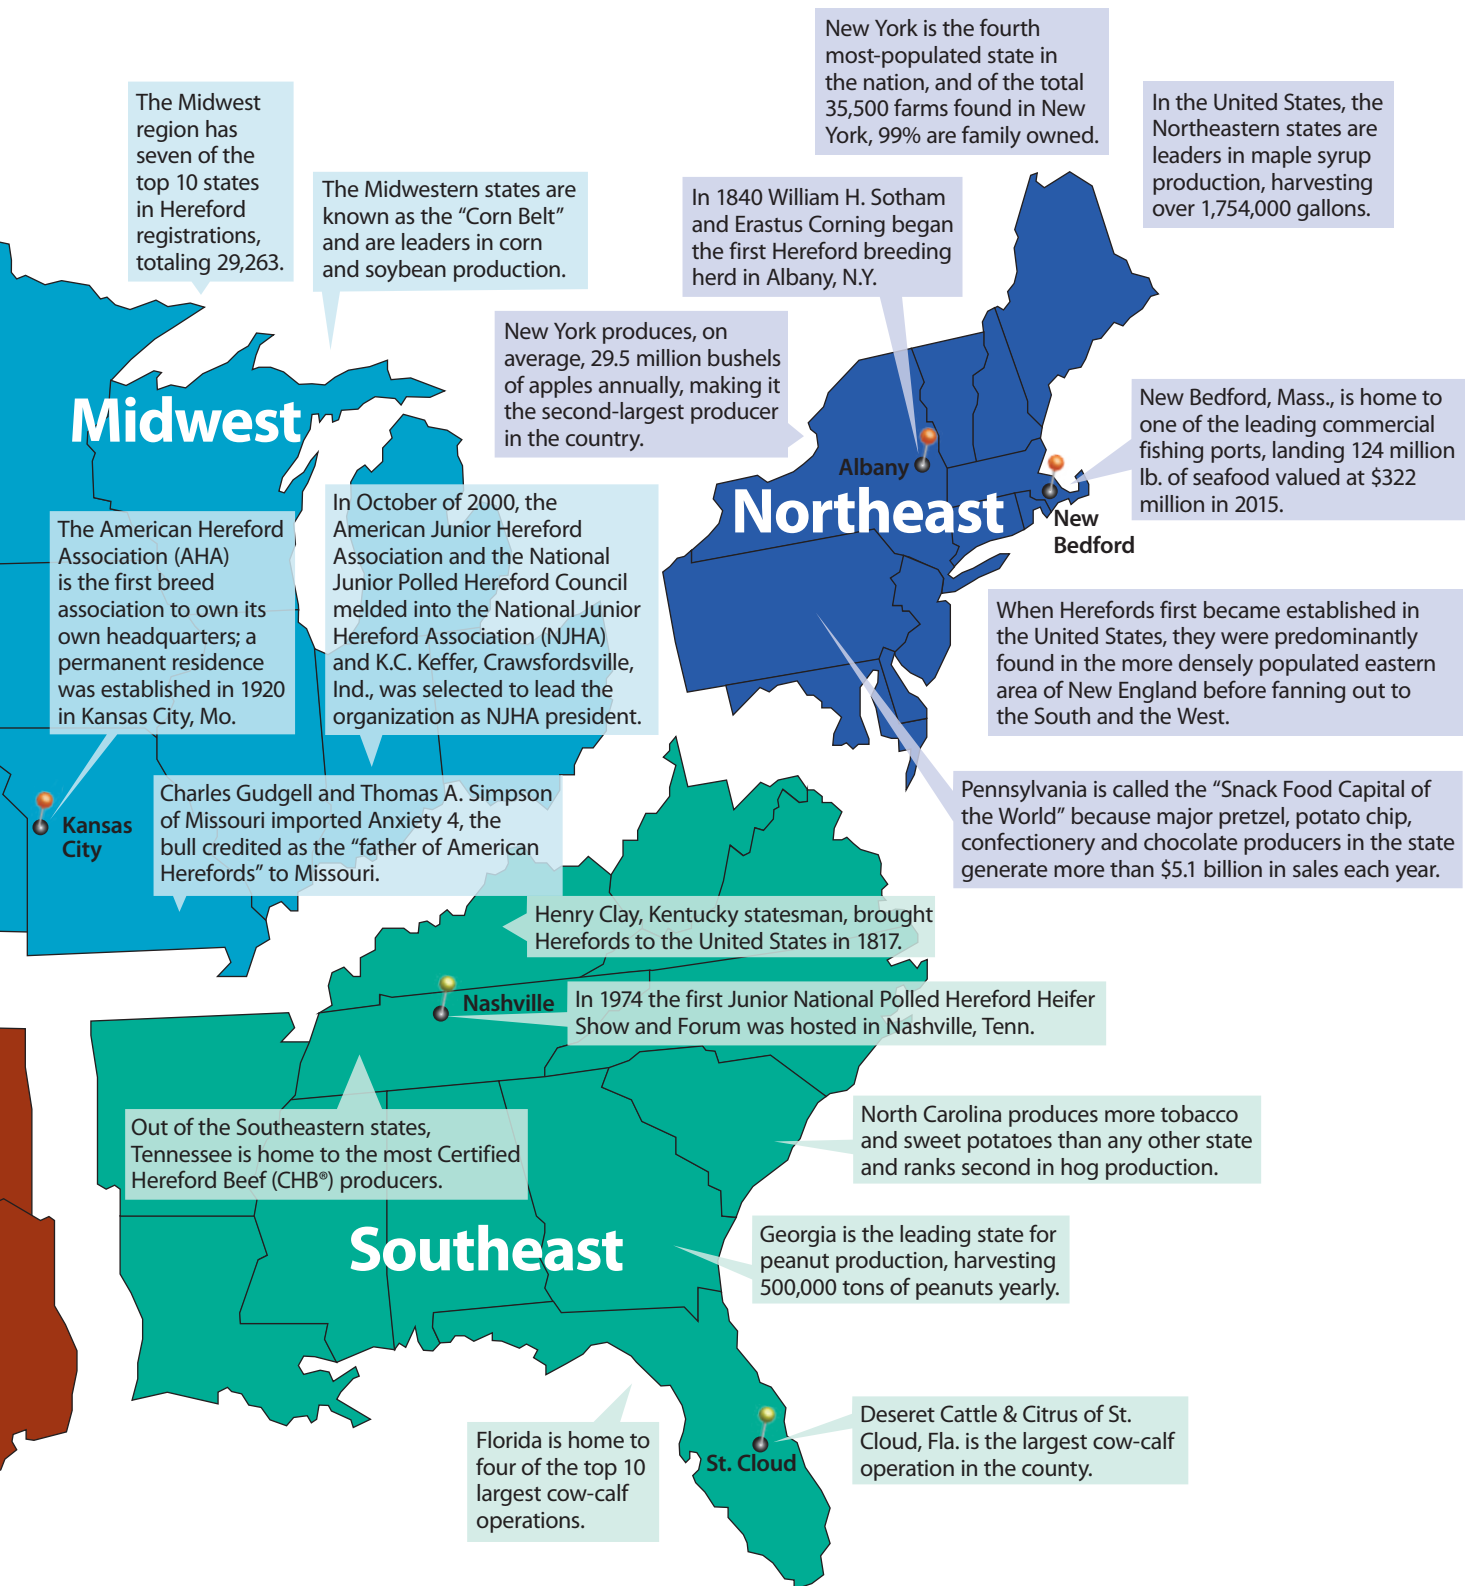 New York is the fourth
most-populated state in
the nation, and of the total
35,500 farms found in New
York, 99% are family owned.
The Midwest
region has
seven of the
top 10 states
in Hereford
registrations,
totaling 29,263.
In the United States, the
Northeastern states are
leaders in maple syrup
production, harvesting
over 1,754,000 gallons.
The Midwestern states are
known as the “Corn Belt”
and are leaders in corn
and soybean production.
In 1840 William H. Sotham
and Erastus Corning began
the first Hereford breeding
herd in Albany, N.Y.
New York produces, on
average, 29.5 million bushels
of apples annually, making it
the second-largest producer
in the country.
Midwest
New Bedford, Mass., is home to
one of the leading commercial
fishing ports, landing 124 million
lb. of seafood valued at $322
million in 2015.
Albany
Northeast
New
Bedford
The American Hereford
Association (AHA)
is the first breed
association to own its
own headquarters; a
permanent residence
was established in 1920
in Kansas City, Mo.
In October of 2000, the
American Junior Hereford
Association and the National
Junior Polled Hereford Council
melded into the National Junior
Hereford Association (NJHA)
and K.C. Keffer, Crawsfordsville,
Ind., was selected to lead the
organization as NJHA president.
When Herefords first became established in
the United States, they were predominantly
found in the more densely populated eastern
area of New England before fanning out to
the South and the West.
Kansas
City
Charles Gudgell and Thomas A. Simpson
of Missouri imported Anxiety 4, the
bull credited as the “father of American
Herefords” to Missouri.
Pennsylvania is called the “Snack Food Capital of
the World” because major pretzel, potato chip,
confectionery and chocolate producers in the state
generate more than $5.1 billion in sales each year.
Henry Clay, Kentucky statesman, brought
Herefords to the United States in 1817.
Nashville
In 1974 the first Junior National Polled Hereford Heifer
Show and Forum was hosted in Nashville, Tenn.
Out of the Southeastern states,
Tennessee is home to the most Certified
Hereford Beef (CHB®) producers.
North Carolina produces more tobacco
and sweet potatoes than any other state
and ranks second in hog production.
Southeast
Georgia is the leading state for
peanut production, harvesting
500,000 tons of peanuts yearly.
Florida is home to
four of the top 10
largest cow-calf
operations.
St. Cloud
Deseret Cattle & Citrus of St.
Cloud, Fla. is the largest cow-calf
operation in the county.